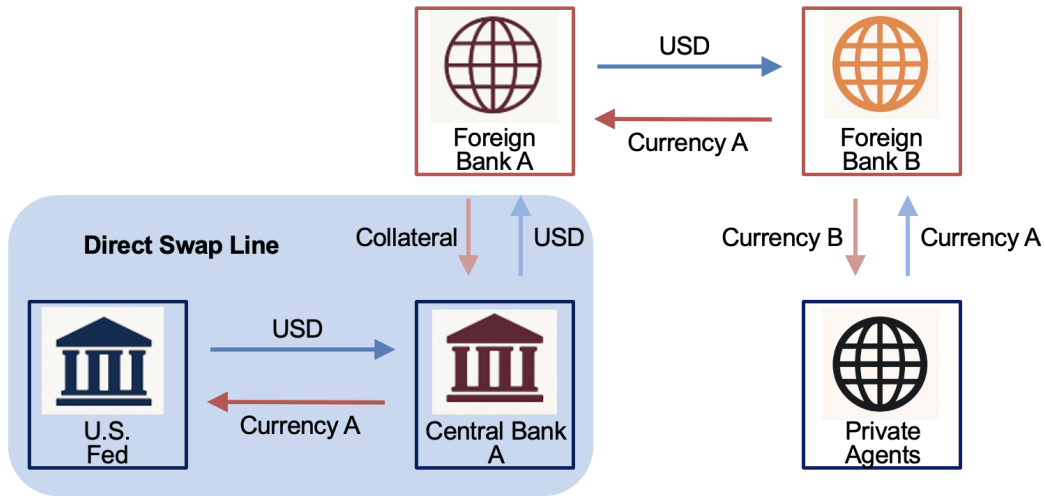 USD
Foreign
Bank A
Currency A
Foreign
Bank B
Direct Swap Line
Collateral
USD
Currency B
Currency A
USD
Currency A
U.S.
Fed
Central Bank
A
Private
Agents